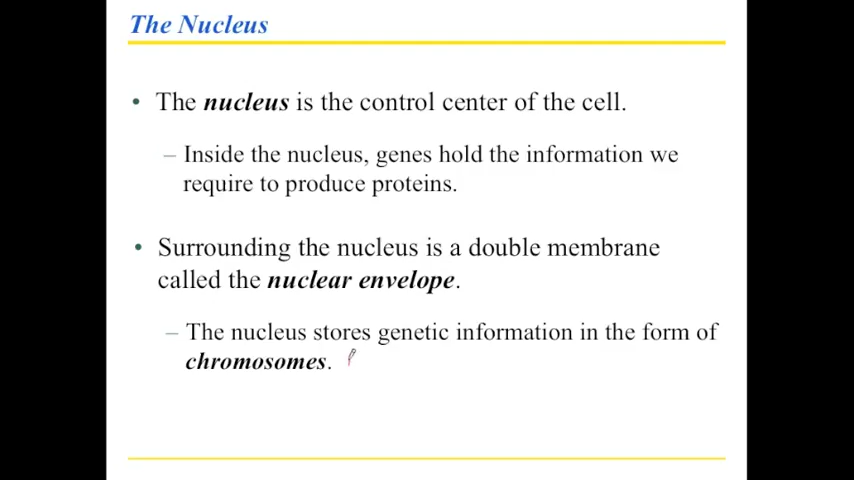 The Nucleus
• The nucleus is the control center of the cell.
– Inside the nucleus, genes hold the information we
require to produce proteins.
• Surrounding the nucleus is a double membrane
called the nuclear envelope.
– The nucleus stores genetic information in the form of
chromosomes.